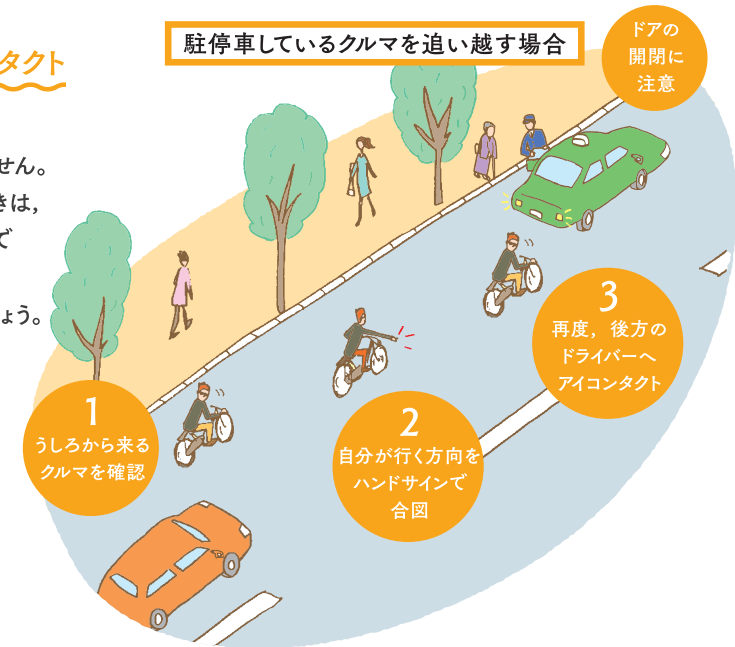 駐停車しているクルマを追い越す場合
ドアの
開閉に
注意
タクト
せん。
きは，
で
ょう。
1
うしろから来る
クルマを確認
2
自分が行く方向を
ハンドサインで
合図
3
再度，後方の
ドライバーへ
アイコンタクト